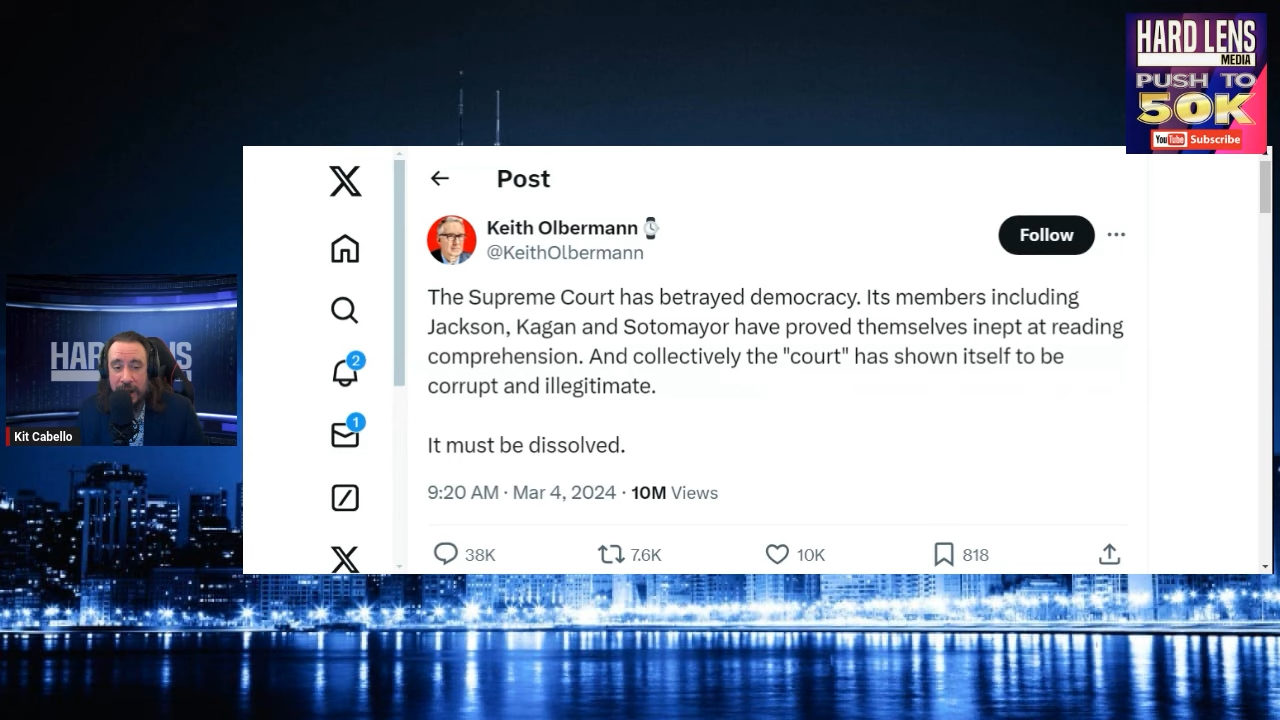 HARD LENS
MEDIA
PUSH TO
50K
YouTube Subscribe
Post
Keith Olbermann
@KeithOlbermann
Follow
The Supreme Court has betrayed democracy. Its members including
Jackson, Kagan and Sotomayor have proved themselves inept at reading
comprehension. And collectively the "court" has shown itself to be
corrupt and illegitimate.
It must be dissolved.
9:20 AM · Mar 4, 2024 · 10M Views
38K 7.6K 10K 818
2
1
Kit Cabello